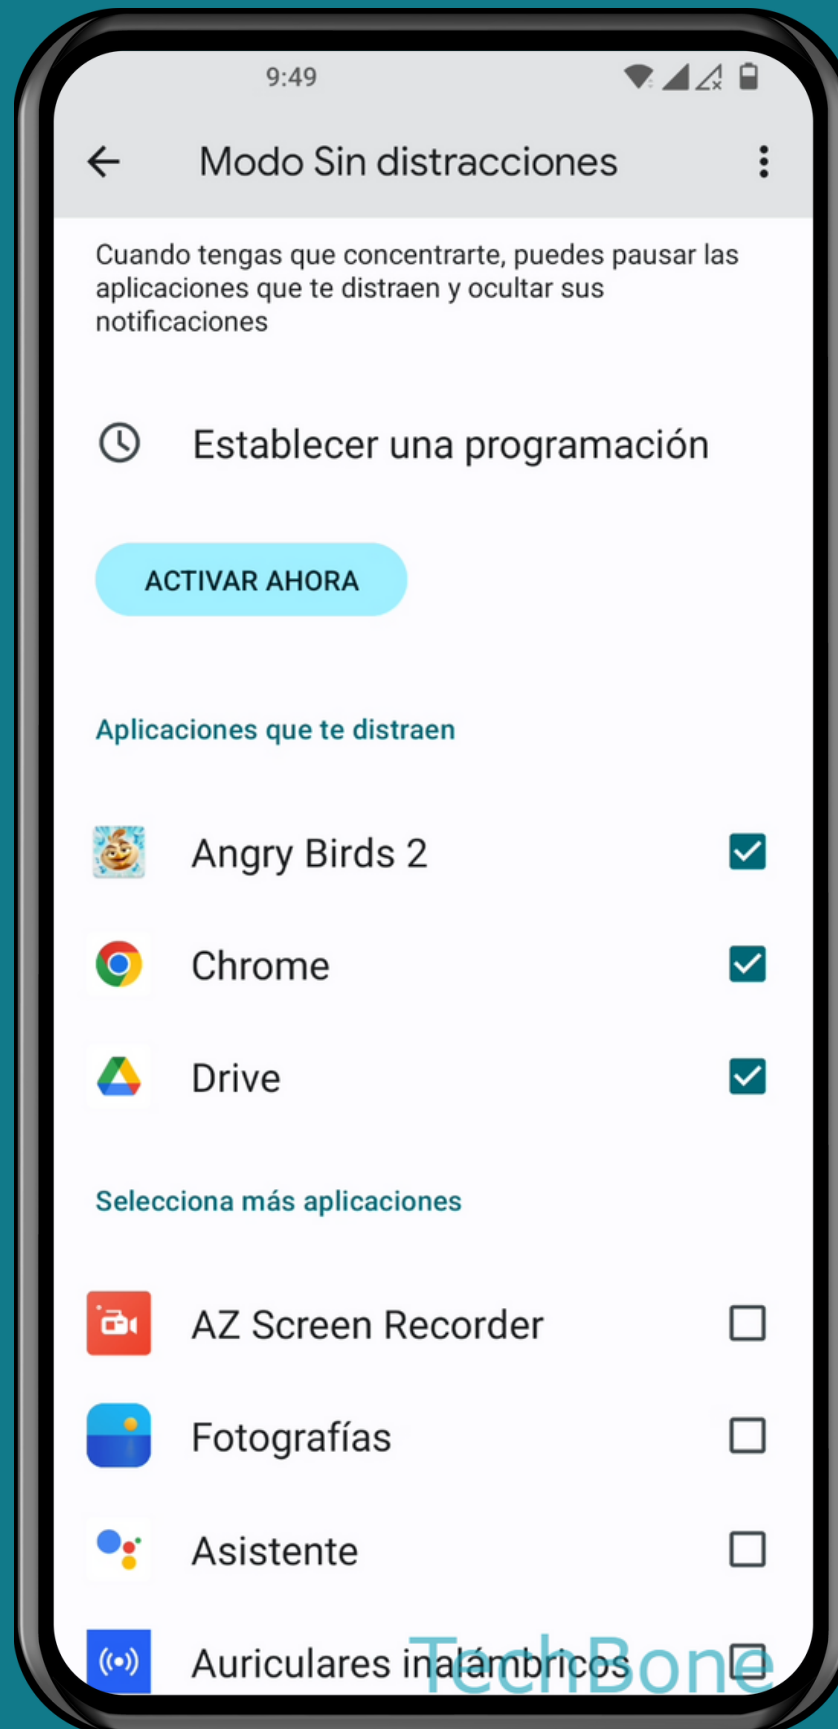 9:49
Modo Sin distracciones
Cuando tengas que concentrarte, puedes pausar las
aplicaciones que te distraen y ocultar sus
notificaciones
Establecer una programación
ACTIVAR AHORA
Aplicaciones que te distraen
Angry Birds 2
Chrome
Drive
Selecciona más aplicaciones
AZ Screen Recorder
Fotografías
Asistente
Auriculares inalámbricos
TechBone